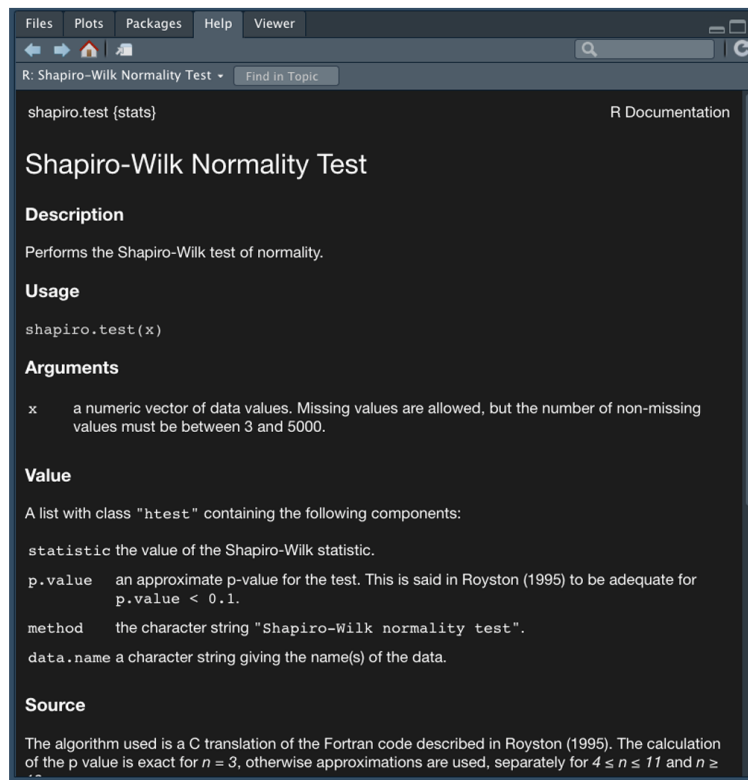 Files Plots Packages Help Viewer
R: Shapiro-Wilk Normality Test Find in Topic
shapiro.test {stats} R Documentation
Shapiro-Wilk Normality Test
Description
Performs the Shapiro-Wilk test of normality.
Usage
shapiro.test(x)
Arguments
x a numeric vector of data values. Missing values are allowed, but the number of non-missing
values must be between 3 and 5000.
Value
A list with class "htest" containing the following components:
statistic the value of the Shapiro-Wilk statistic.
p.value an approximate p-value for the test. This is said in Royston (1995) to be adequate for
p.value < 0.1.
method the character string "Shapiro-Wilk normality test".
data.name a character string giving the name(s) of the data.
Source
The algorithm used is a C translation of the Fortran code described in Royston (1995). The calculation
of the p value is exact for n = 3, otherwise approximations are used, separately for 4 ≤ n ≤ 11 and n ≥